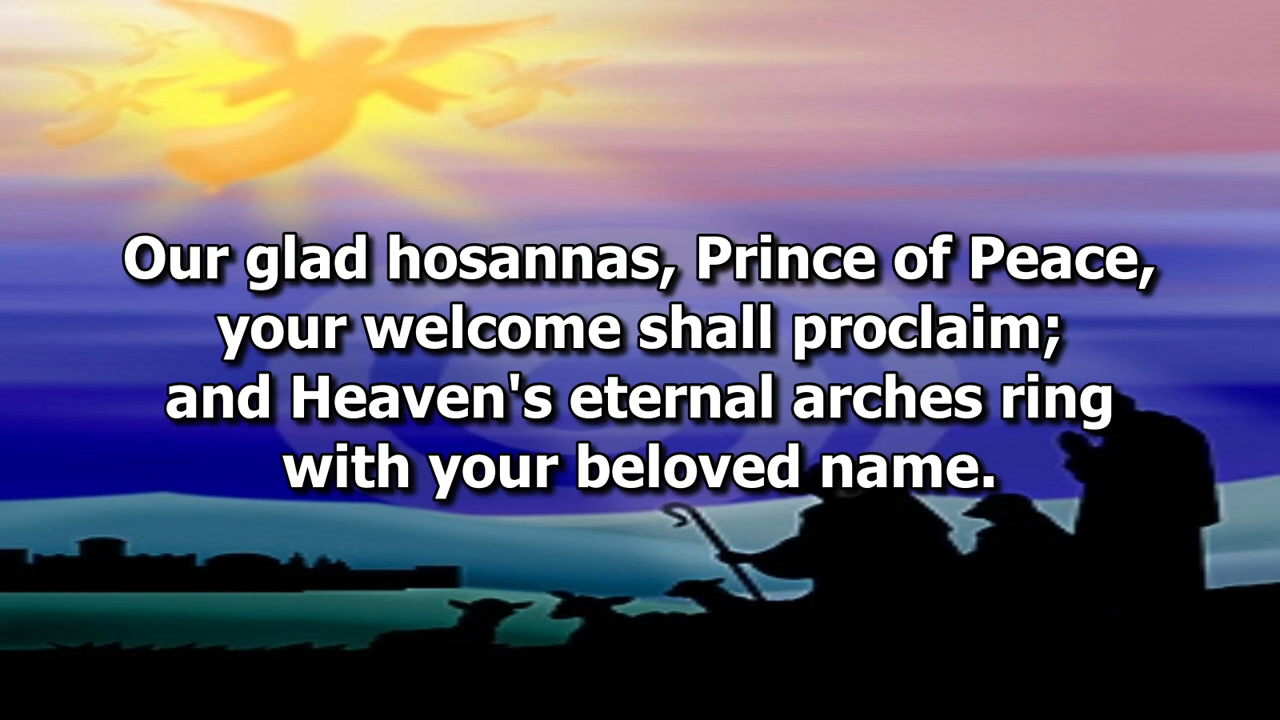 Our glad hosannas, Prince of Peace,
your welcome shall proclaim;
and Heaven's eternal arches ring
with your beloved name.